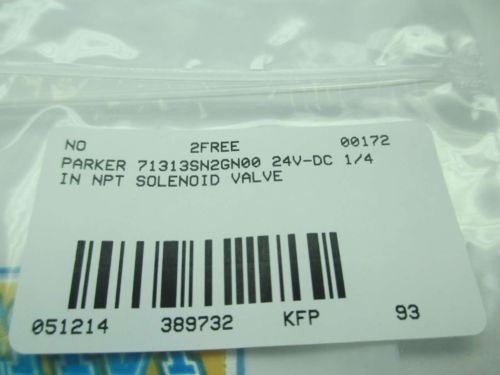 NO 2FREE 00172
PARKER 71313SN2GN00 24V-DC 1/4
IN NPT SOLENOID VALVE
051214 389732 KFP 93